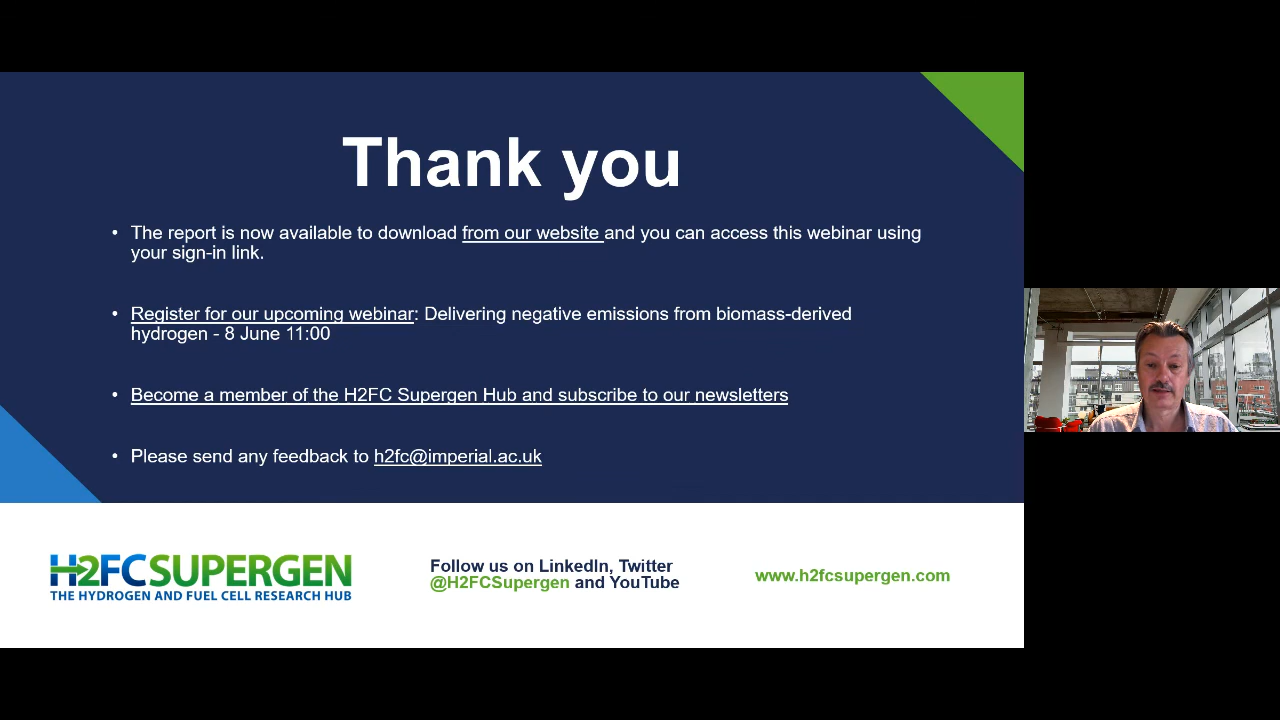 Thank you
• The report is now available to download from our website and you can access this webinar using
your sign-in link.
• Register for our upcoming webinar: Delivering negative emissions from biomass-derived
hydrogen - 8 June 11:00
• Become a member of the H2FC Supergen Hub and subscribe to our newsletters
• Please send any feedback to h2fc@imperial.ac.uk
H2FC SUPERGEN
THE HYDROGEN AND FUEL CELL RESEARCH HUB
Follow us on LinkedIn, Twitter
@H2FCSupergen and YouTube
www.h2fcsupergen.com